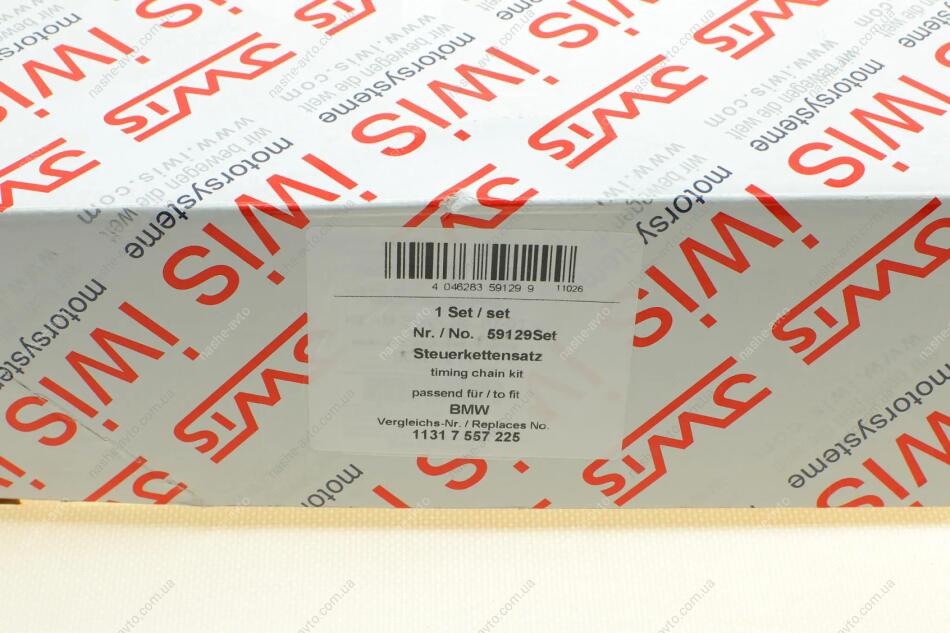 iwis
motorsysteme
wir bewegen die welt
www.iwis.com
4 046283 59129 9 11026
1 Set / set
Nr. / No. 59129Set
Steuerkettensatz
timing chain kit
passend für / to fit
BMW
Vergleichs-Nr. / Replaces No.
1131 7 557 225
nashe-avto.com.ua